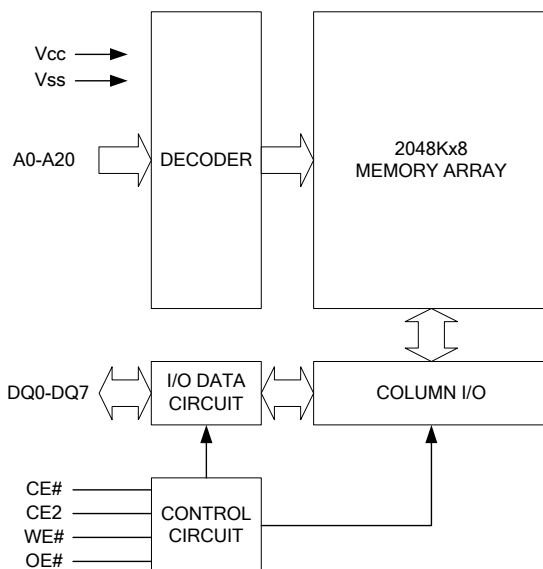 Vcc
Vss
A0-A20
DECODER
2048Kx8
MEMORY ARRAY
DQ0-DQ7
I/O DATA
CIRCUIT
COLUMN I/O
CE#
CE2
WE#
OE#
CONTROL
CIRCUIT